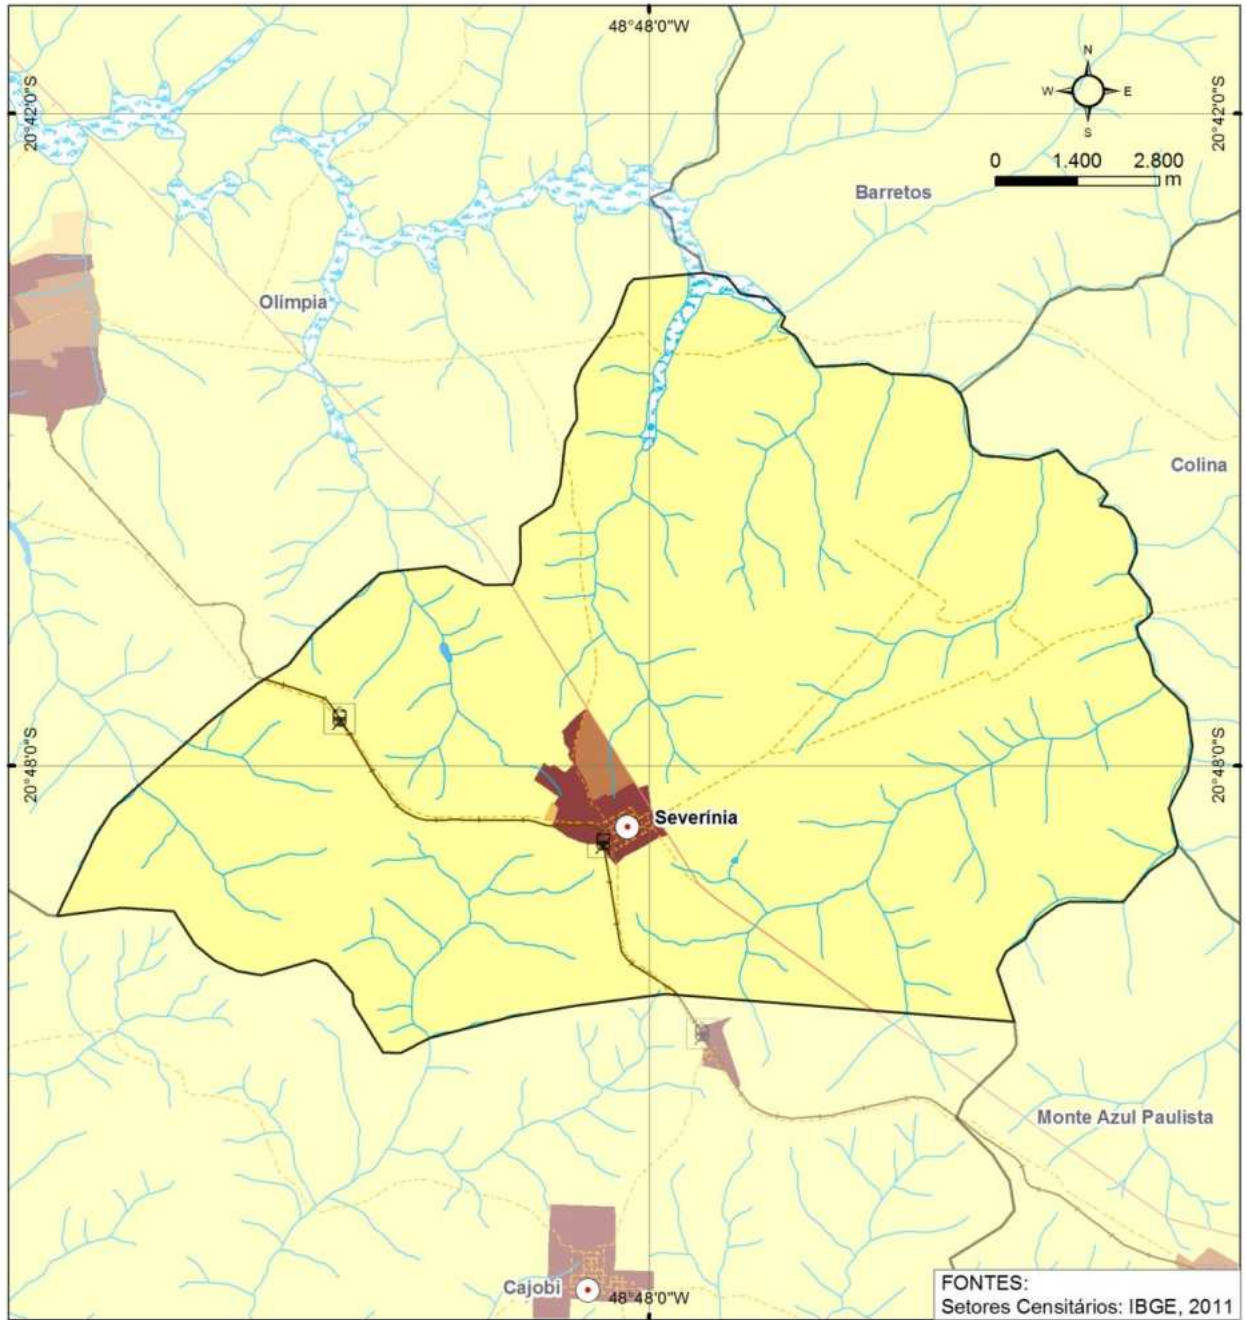 48°48'0"W
N
W E
S
20°42'0"S
20°42'0"S
0 1.400 2.800
m
Barretos
Olímpia
Colina
20°48'0"S
20°48'0"S
Severínia
Monte Azul Paulista
Cajobi
48°48'0"W
FONTES:
Setores Censitários: IBGE, 2011